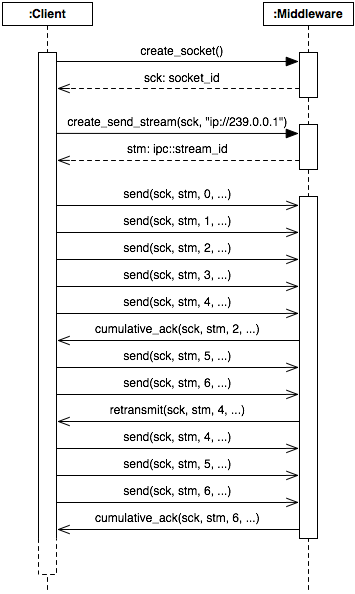 :Client
:Middleware
create_socket()
sck: socket_id
create_send_stream(sck, "ip://239.0.0.1")
stm: ipc::stream_id
send(sck, stm, 0, ...)
send(sck, stm, 1, ...)
send(sck, stm, 2, ...)
send(sck, stm, 3, ...)
send(sck, stm, 4, ...)
cumulative_ack(sck, stm, 2, ...)
send(sck, stm, 5, ...)
send(sck, stm, 6, ...)
retransmit(sck, stm, 4, ...)
send(sck, stm, 4, ...)
send(sck, stm, 5, ...)
send(sck, stm, 6, ...)
cumulative_ack(sck, stm, 6, ...)